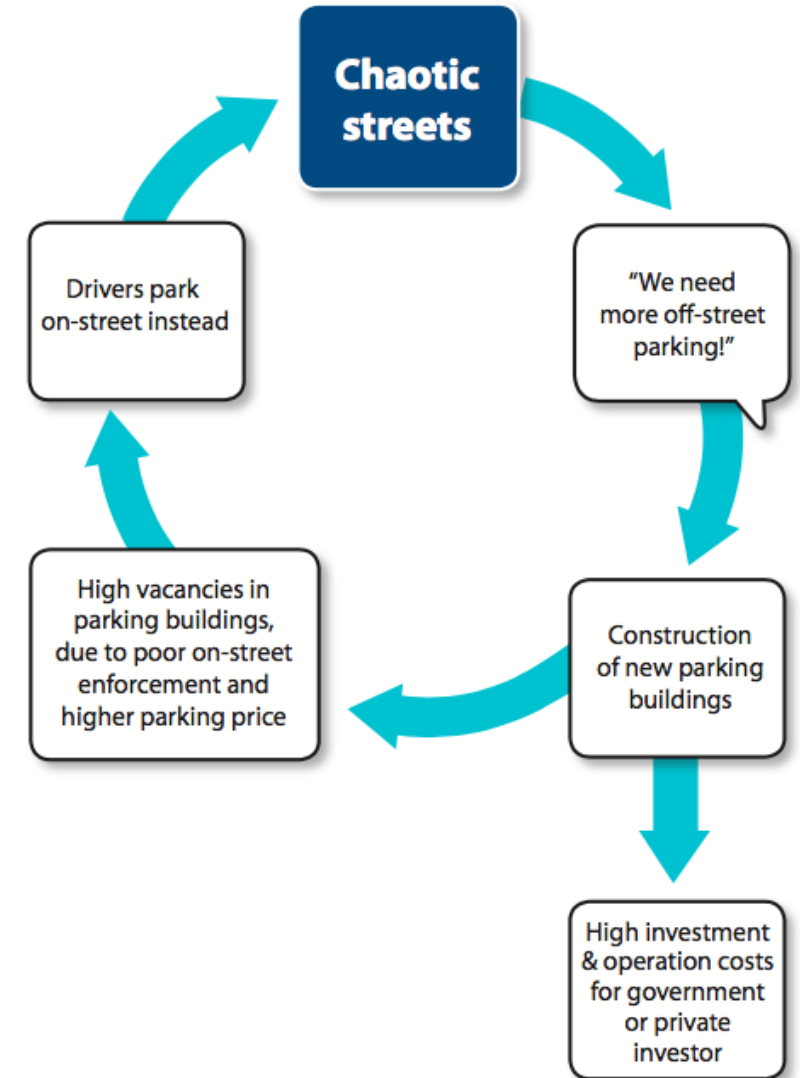 Chaotic
streets
“We need
more off-street
parking!”
Construction
of new parking
buildings
High investment
& operation costs
for government
or private
investor
High vacancies in
parking buildings,
due to poor on-street
enforcement and
higher parking price
Drivers park
on-street instead